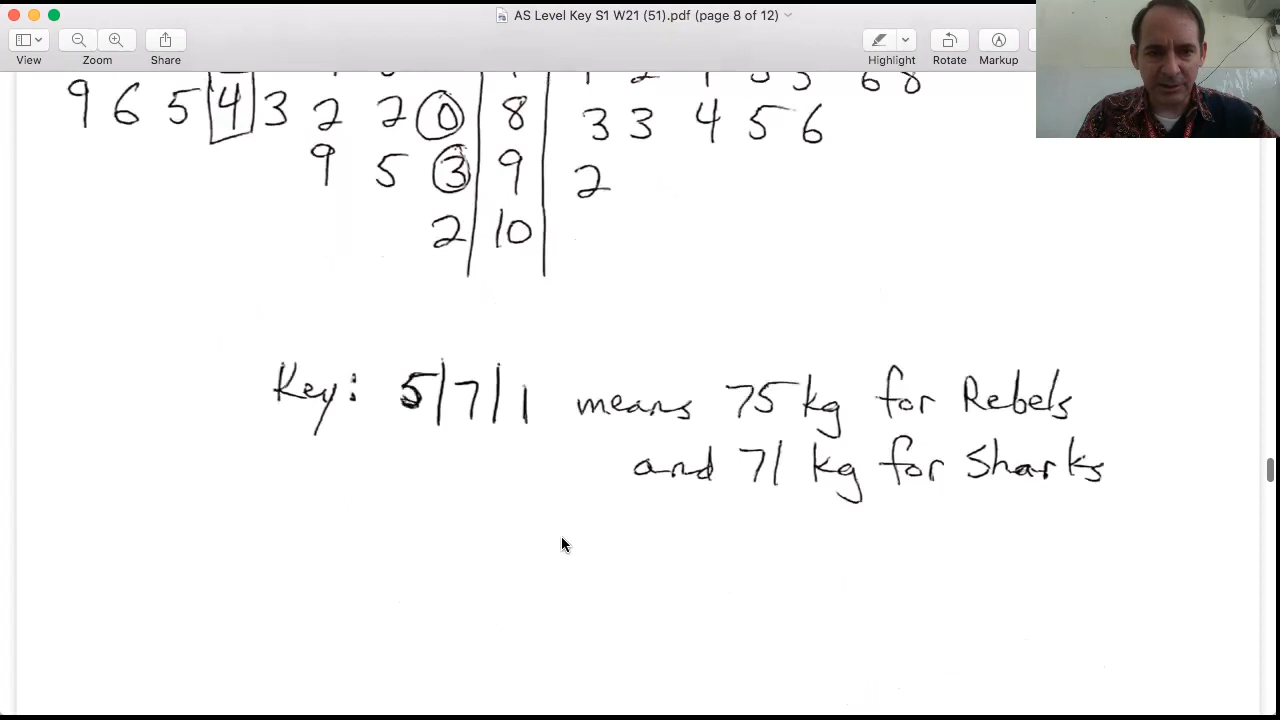 AS Level Key S1 W21 (51).pdf (page 8 of 12)
View Zoom Share Highlight Rotate Markup
9 6 5 4 3 2 2 0 | 8 | 3 3 4 5 6
9 5 3 | 9 | 2
2 | 10 |
Key: 5|7|1 means 75 kg for Rebels
and 71 kg for Sharks